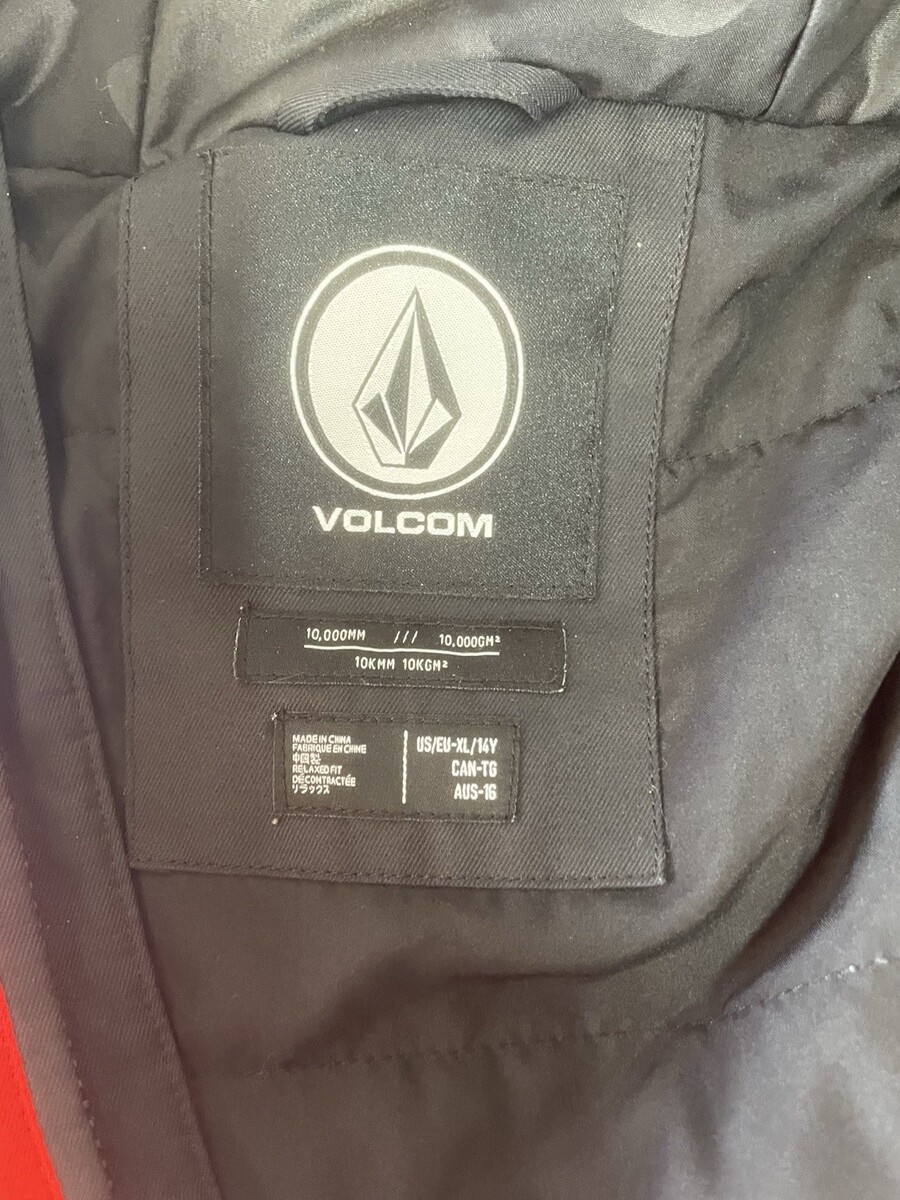 VOLCOM
10,000MM /// 10,000GM²
10KMM 10KGM²
MADE IN CHINA
FABRIQUE EN CHINE
中国製
RELAXED FIT
DÉCONTRACTÉE
リラックス
US/EU-XL/14Y
CAN-TG
AUS-16